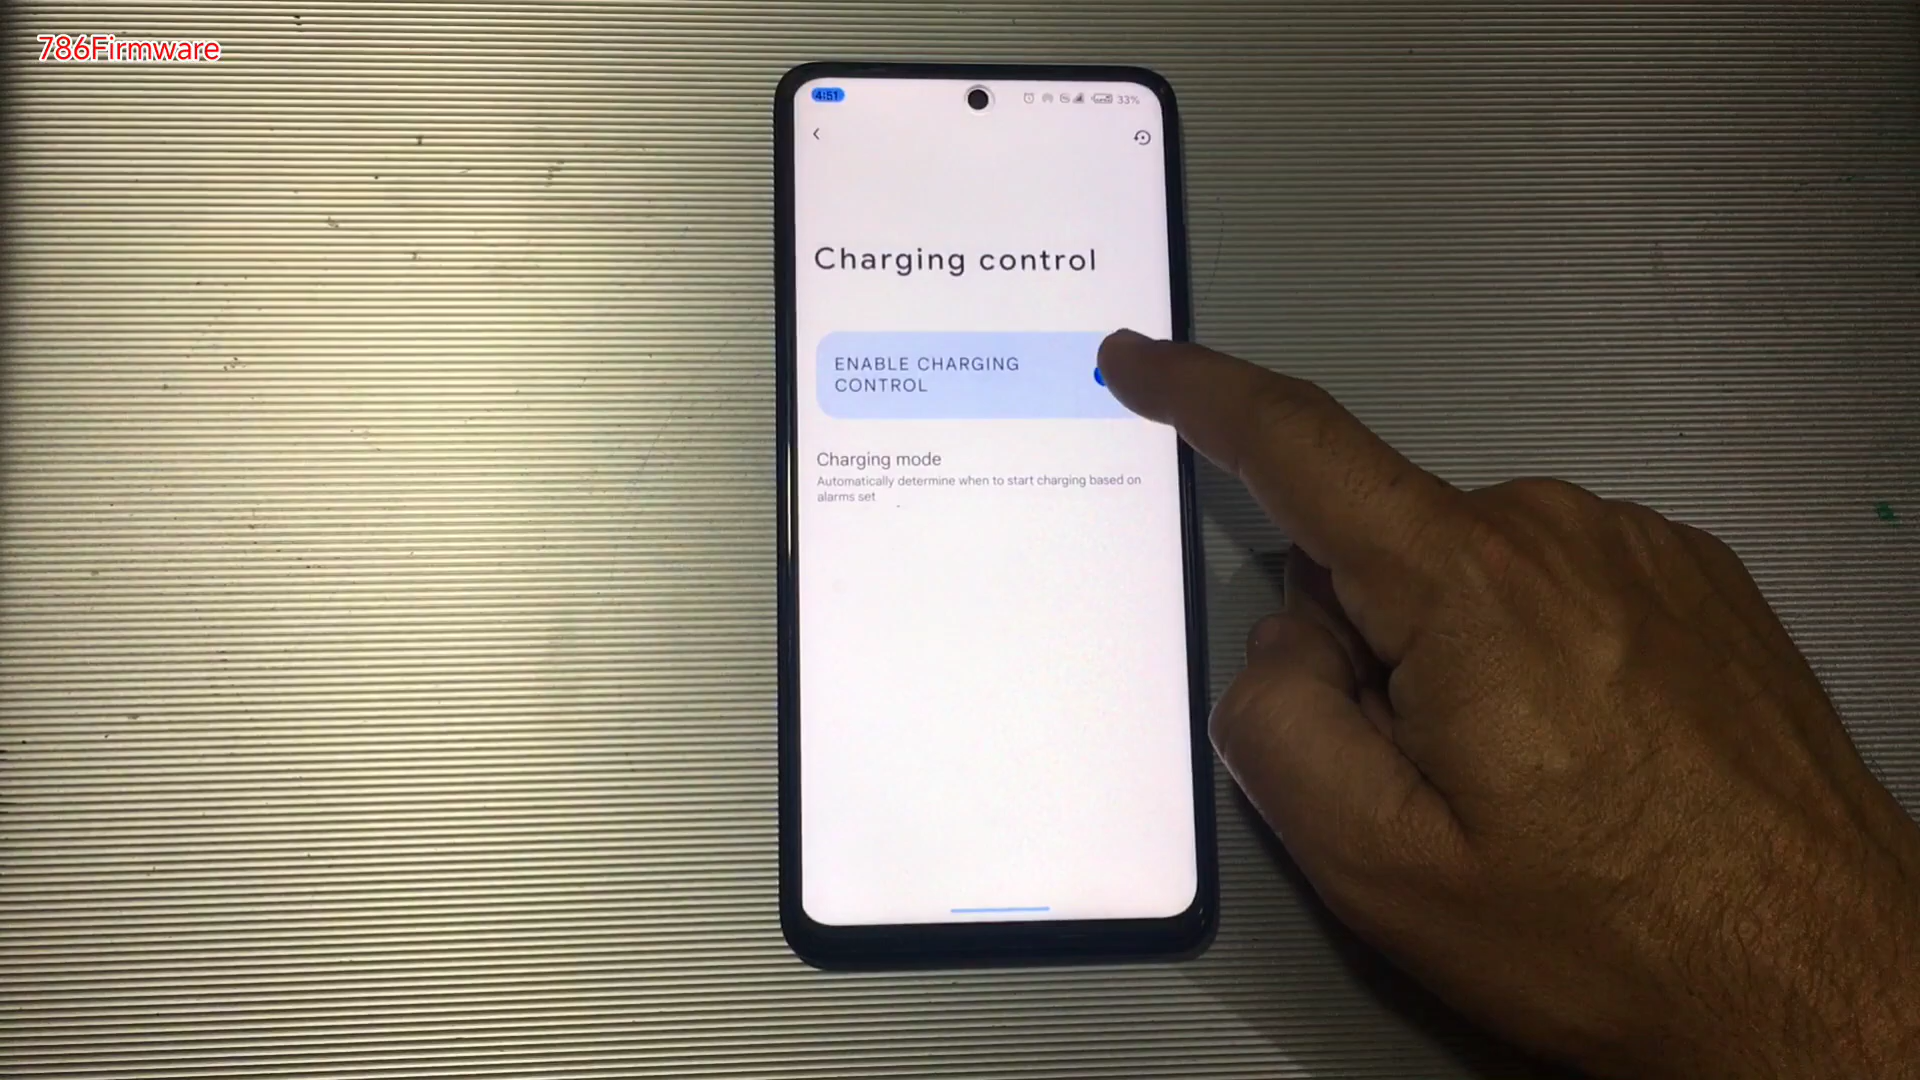 786Firmware
4:51
33%
Charging control
ENABLE CHARGING
CONTROL
Charging mode
Automatically determine when to start charging based on
alarms set